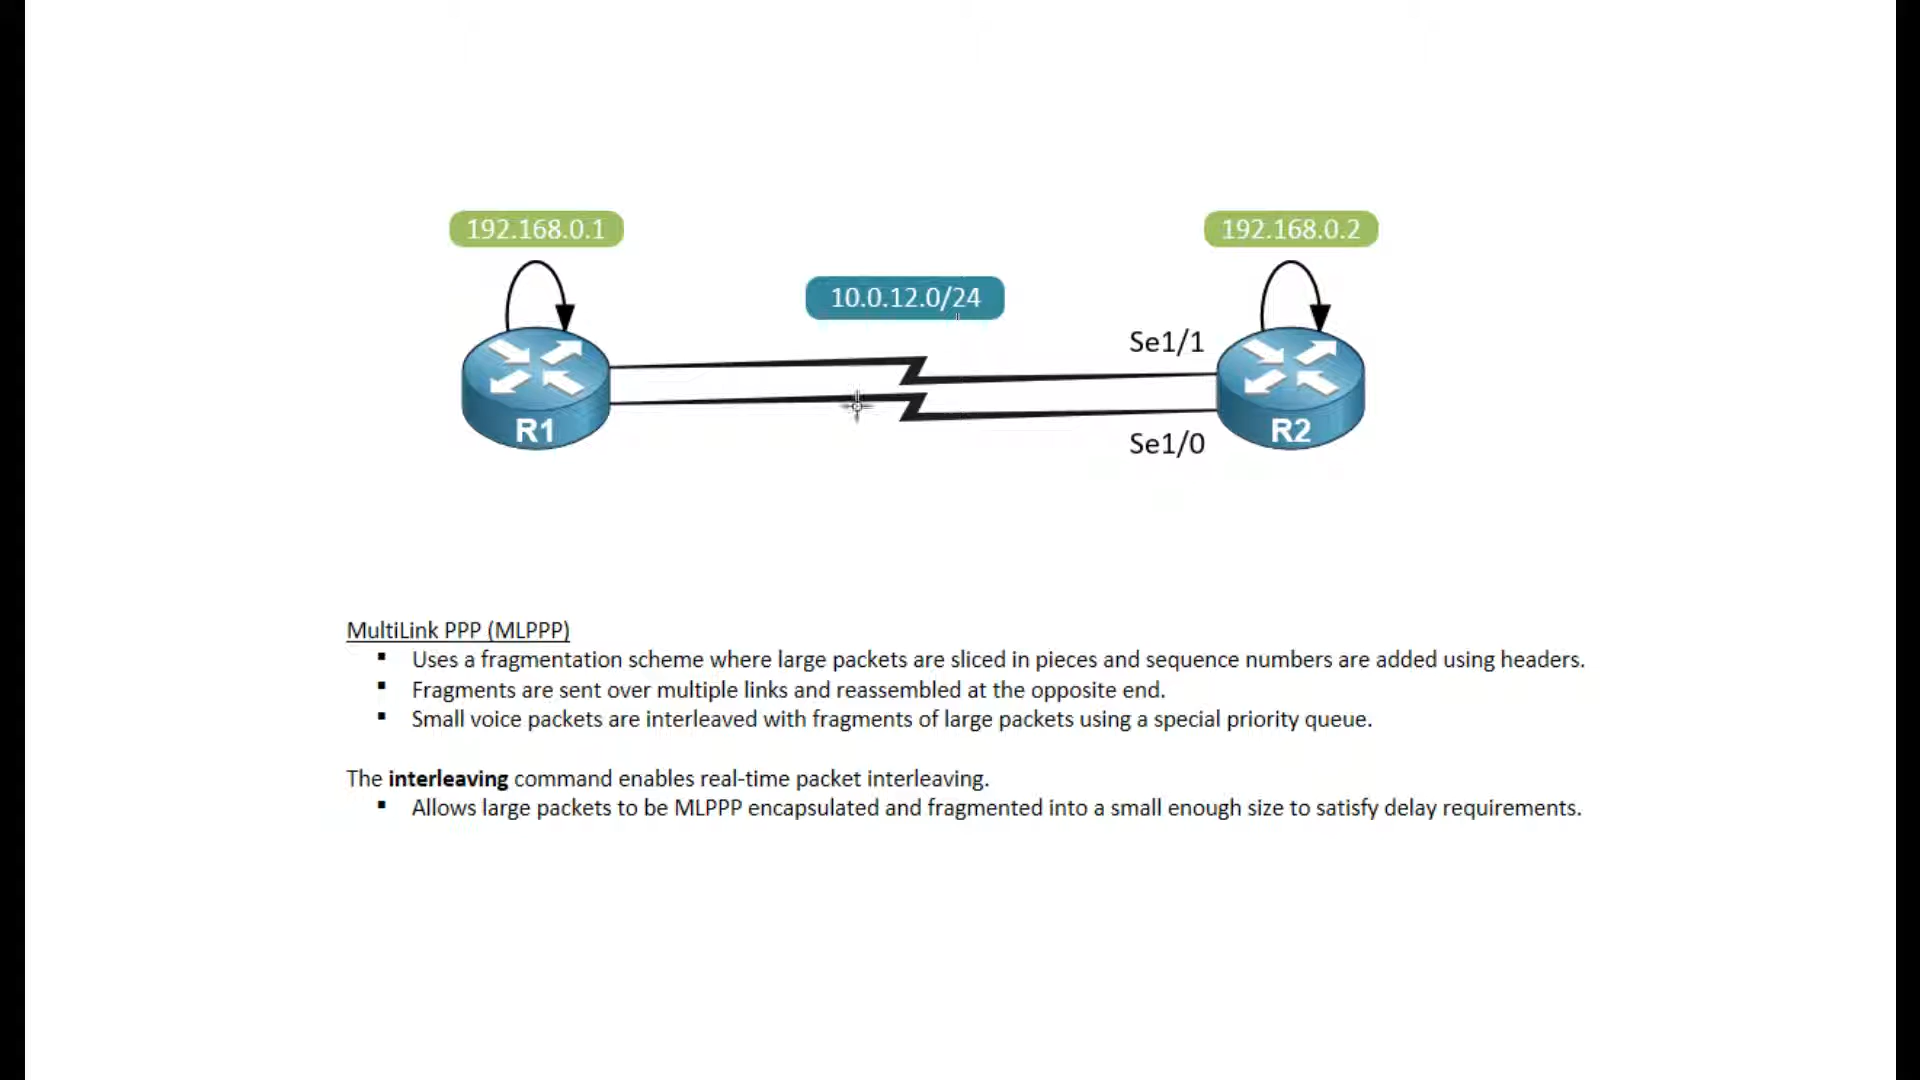 192.168.0.1
192.168.0.2
10.0.12.0/24
Se1/1
R1
R2
Se1/0
MultiLink PPP (MLPPP)
▪ Uses a fragmentation scheme where large packets are sliced in pieces and sequence numbers are added using headers.
▪ Fragments are sent over multiple links and reassembled at the opposite end.
▪ Small voice packets are interleaved with fragments of large packets using a special priority queue.
The interleaving command enables real-time packet interleaving.
▪ Allows large packets to be MLPPP encapsulated and fragmented into a small enough size to satisfy delay requirements.